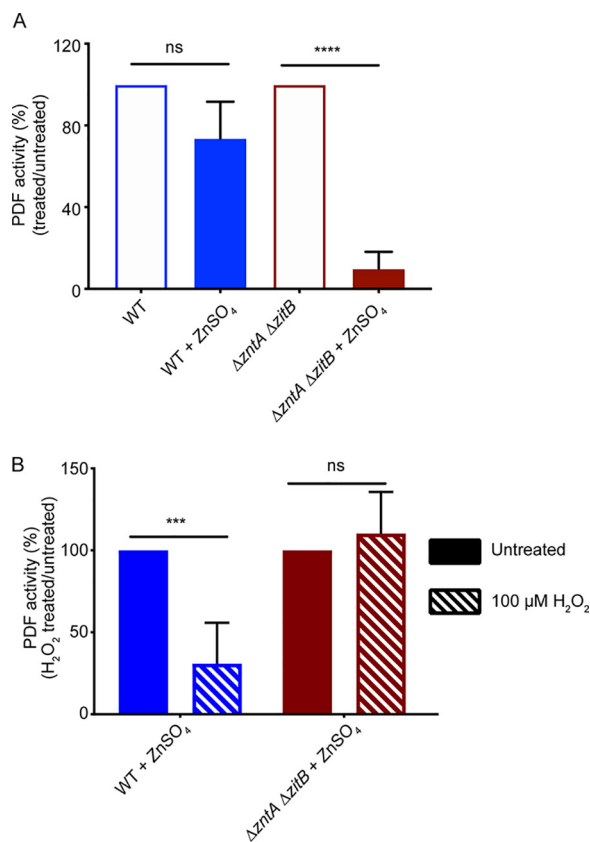 A
ns
****
PDF activity (%)
(treated/untreated)
120
80
40
0
WT
WT + ZnSO₄
ΔzntA ΔzitB
ΔzntA ΔzitB + ZnSO₄
B
ns
***
PDF activity (%)
(H₂O₂ treated/untreated)
150
100
50
0
WT + ZnSO₄
ΔzntA ΔzitB + ZnSO₄
Untreated
100 µM H₂O₂